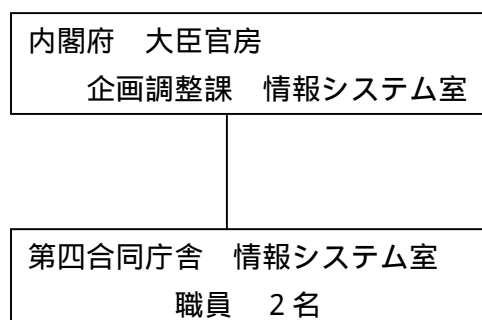 内閣府　大臣官房
企画調整課　情報システム室
第四合同庁舎　情報システム室
職員　２名